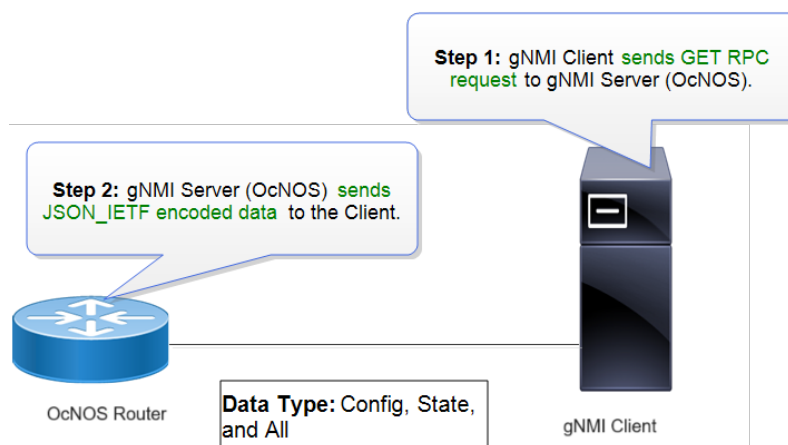 Step 1: gNMI Client sends GET RPC
request to gNMI Server (OcNOS).
Step 2: gNMI Server (OcNOS) sends
JSON_IETF encoded data to the Client.
OcNOS Router
Data Type: Config, State,
and All
gNMI Client